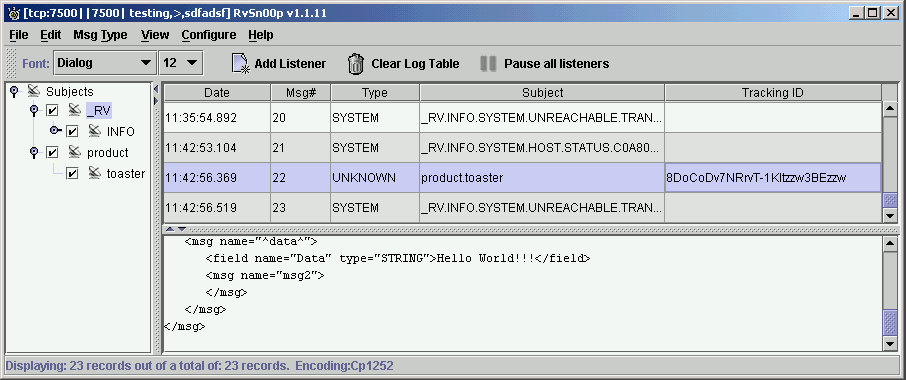 [tcp:7500||7500| testing,>,sdfadsf] RvSn00p v1.1.11
File Edit Msg Type View Configure Help
Font: Dialog 12 Add Listener Clear Log Table Pause all listeners
Subjects
_RV
INFO
product
toaster
Date Msg# Type Subject Tracking ID
11:35:54.892 20 SYSTEM _RV.INFO.SYSTEM.UNREACHABLE.TRAN...
11:42:53.104 21 SYSTEM _RV.INFO.SYSTEM.HOST.STATUS.C0A80...
11:42:56.369 22 UNKNOWN product.toaster 8DoCoDv7NRrvT-1KItzzw3BEzzw
11:42:56.519 23 SYSTEM _RV.INFO.SYSTEM.UNREACHABLE.TRAN...
<msg name="^data^">
<field name="Data" type="STRING">Hello World!!!</field>
<msg name="msg2">
</msg>
</msg>
</msg>
Displaying: 23 records out of a total of: 23 records. Encoding:Cp1252